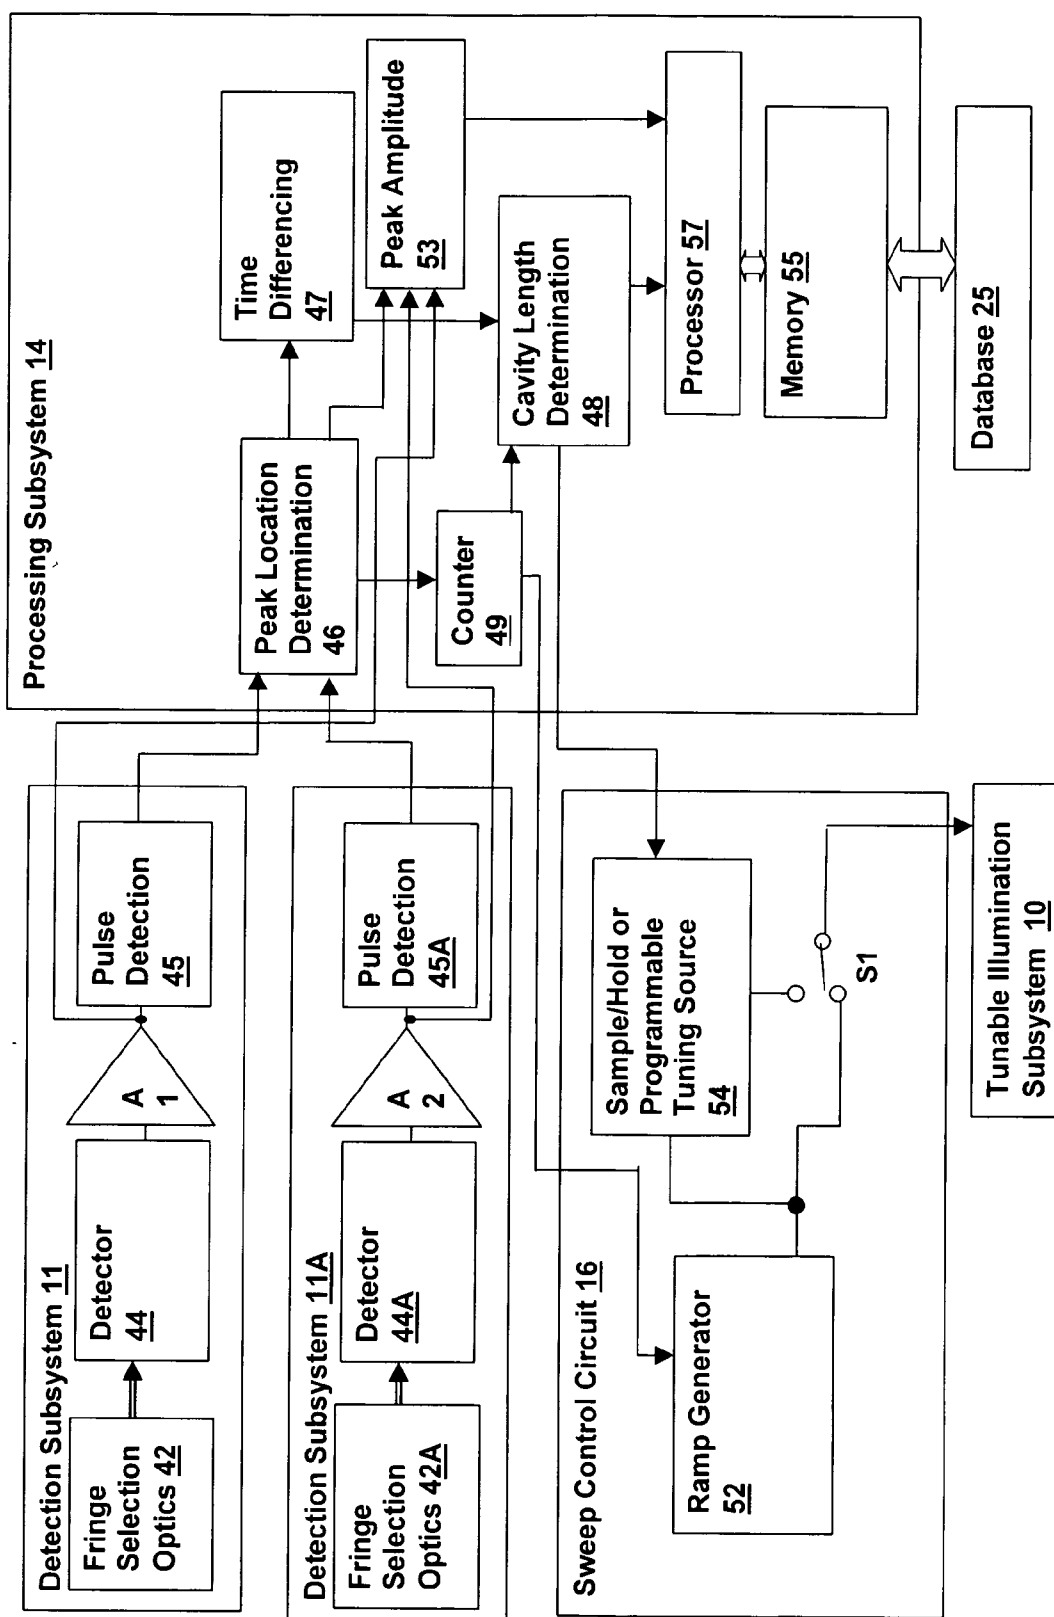 Detection Subsystem 11
Fringe
Selection
Optics 42
Detector
44
A
1
Pulse
Detection
45
Detection Subsystem 11A
Fringe
Selection
Optics 42A
Detector
44A
A
2
Pulse
Detection
45A
Processing Subsystem 14
Peak Location
Determination
46
Time
Differencing
47
Peak Amplitude
53
Counter
49
Cavity Length
Determination
48
Processor 57
Memory 55
Database 25
Sweep Control Circuit 16
Ramp Generator
52
Sample/Hold or
Programmable
Tuning Source
54
S1
Tunable Illumination
Subsystem 10